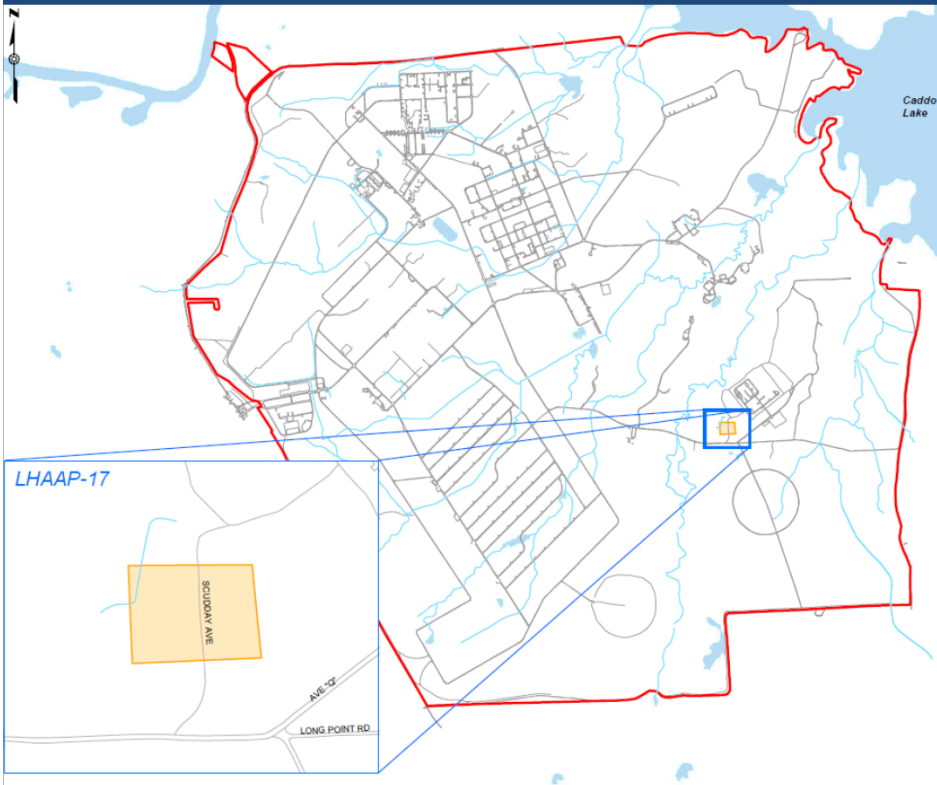 N
Caddo
Lake
LHAAP-17
SCUDDAY AVE
AVE "Q"
LONG POINT RD